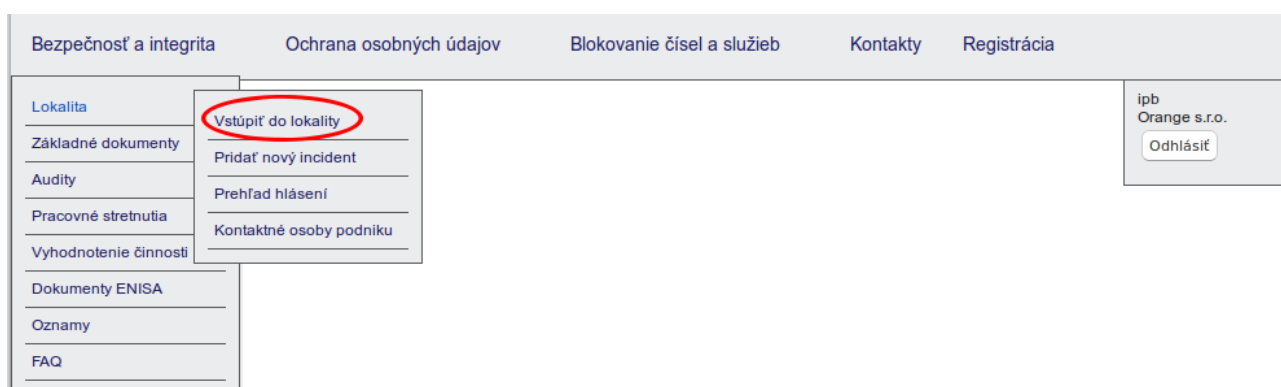 Bezpečnosť a integrita
Ochrana osobných údajov
Blokovanie čísel a služieb
Kontakty
Registrácia
Lokalita
Základné dokumenty
Audity
Pracovné stretnutia
Vyhodnotenie činnosti
Dokumenty ENISA
Oznamy
FAQ
Vstúpiť do lokality
Pridať nový incident
Prehľad hlásení
Kontaktné osoby podniku
ipb
Orange s.r.o.
Odhlásiť